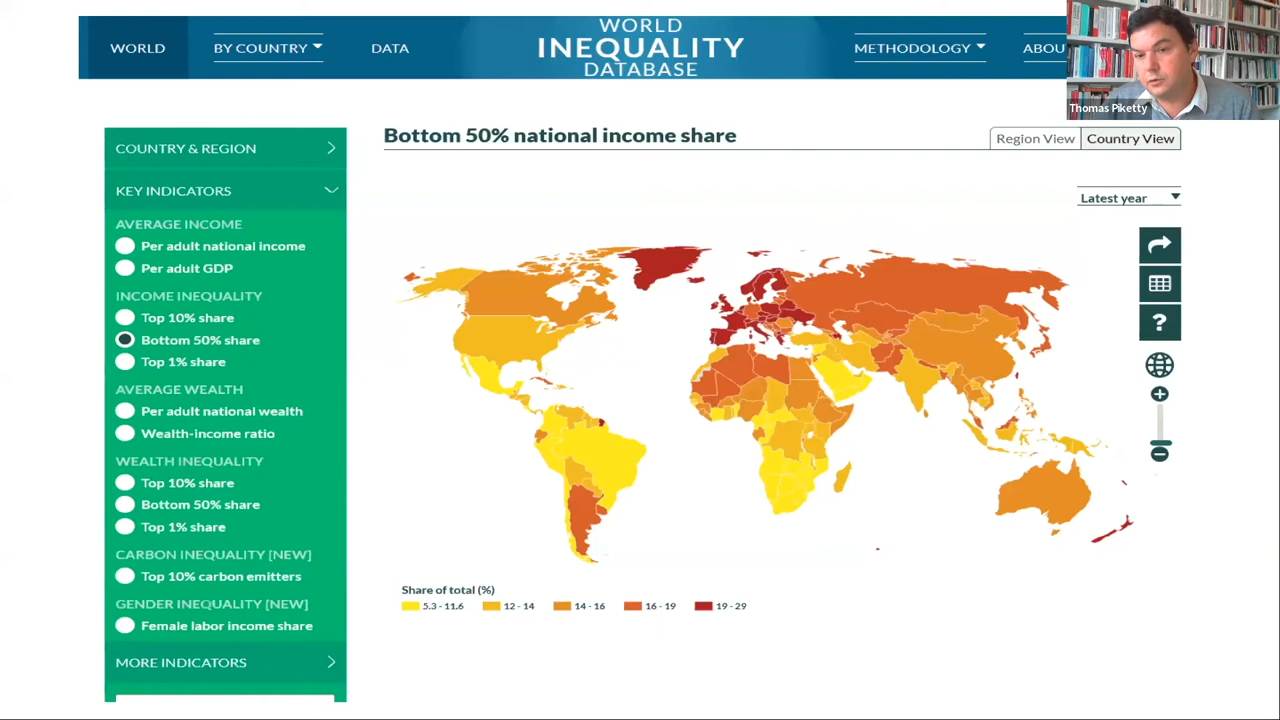 WORLD
BY COUNTRY
DATA
WORLD
INEQUALITY
DATABASE
METHODOLOGY
ABOU
Thomas Piketty
COUNTRY & REGION
KEY INDICATORS
AVERAGE INCOME
Per adult national income
Per adult GDP
INCOME INEQUALITY
Top 10% share
Bottom 50% share
Top 1% share
AVERAGE WEALTH
Per adult national wealth
Wealth-income ratio
WEALTH INEQUALITY
Top 10% share
Bottom 50% share
Top 1% share
CARBON INEQUALITY [NEW]
Top 10% carbon emitters
GENDER INEQUALITY [NEW]
Female labor income share
MORE INDICATORS
Bottom 50% national income share
Region View
Country View
Latest year
?
Share of total (%)
5.3 - 11.6
12 - 14
14 - 16
16 - 19
19 - 29